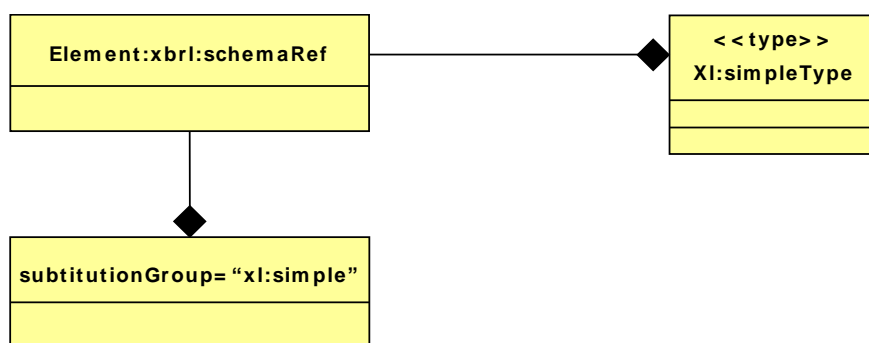 Element:xbrl:schemaRef
<<type>>
Xl:simpleType
subtitutionGroup= “xl:simple”